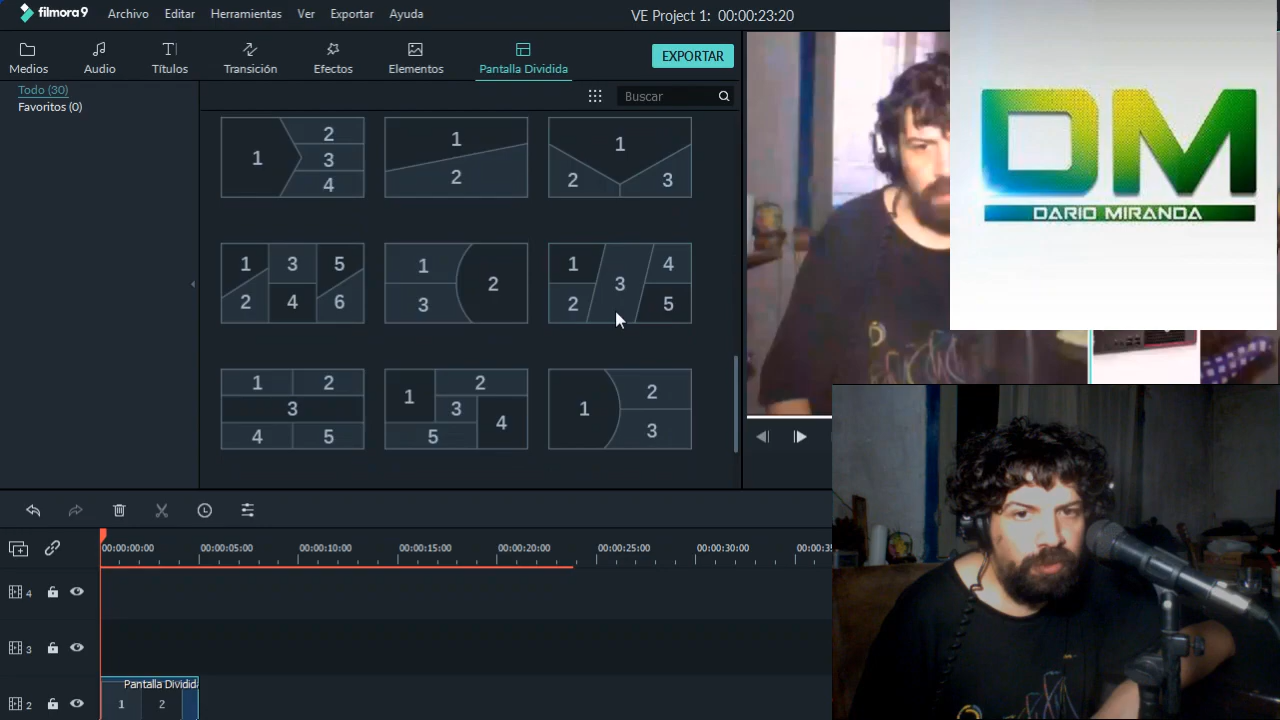 filmora9
Archivo Editar Herramientas Ver Exportar Ayuda
VE Project 1: 00:00:23:20
Medios Audio Títulos Transición Efectos Elementos Pantalla Dividida
EXPORTAR
Todo (30)
Favoritos (0)
Buscar
1 2 3 4
1 2
1 2 3
1 2 3 4 5 6
1 3 2
1 2 3 4 5
1 2 3 4 5
1 2 3 4 5
1 2 3
DM
DARIO MIRANDA
00:00:00:00 00:00:05:00 00:00:10:00 00:00:15:00 00:00:20:00 00:00:25:00 00:00:30:00 00:00:35
4
3
Pantalla Dividid
2
1 2